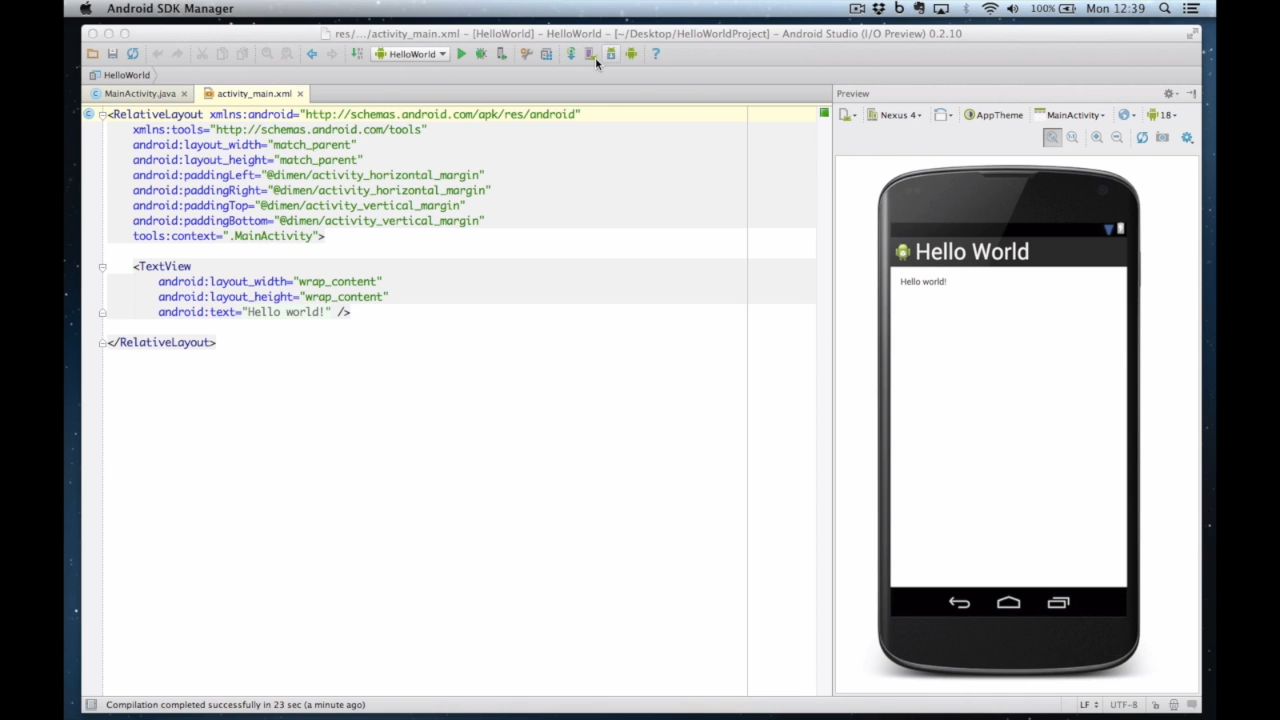 Android SDK Manager
100%
Mon 12:39
res/.../activity_main.xml – [HelloWorld] – HelloWorld – [~/Desktop/HelloWorldProject] – Android Studio (I/O Preview) 0.2.10
HelloWorld
HelloWorld
MainActivity.java
activity_main.xml
<RelativeLayout xmlns:android="http://schemas.android.com/apk/res/android"
xmlns:tools="http://schemas.android.com/tools"
android:layout_width="match_parent"
android:layout_height="match_parent"
android:paddingLeft="@dimen/activity_horizontal_margin"
android:paddingRight="@dimen/activity_horizontal_margin"
android:paddingTop="@dimen/activity_vertical_margin"
android:paddingBottom="@dimen/activity_vertical_margin"
tools:context=".MainActivity">
<TextView
android:layout_width="wrap_content"
android:layout_height="wrap_content"
android:text="Hello world!" />
</RelativeLayout>
Preview
Nexus 4
AppTheme
MainActivity
18
Hello World
Hello world!
Compilation completed successfully in 23 sec (a minute ago)
LF
UTF-8